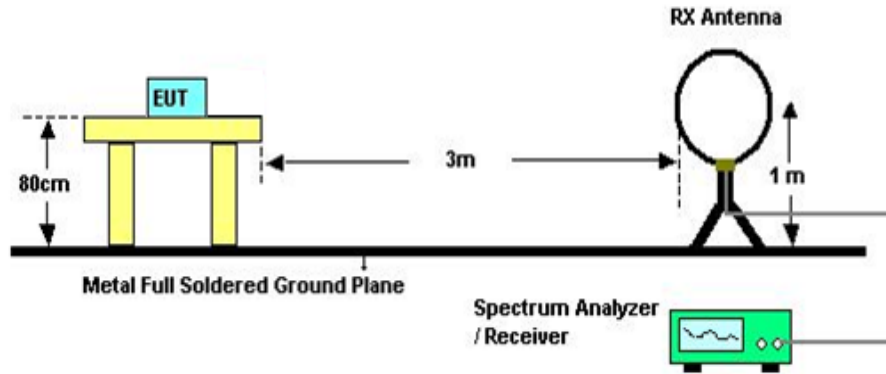 RX Antenna
EUT
3m
80cm
1 m
Metal Full Soldered Ground Plane
Spectrum Analyzer
/ Receiver